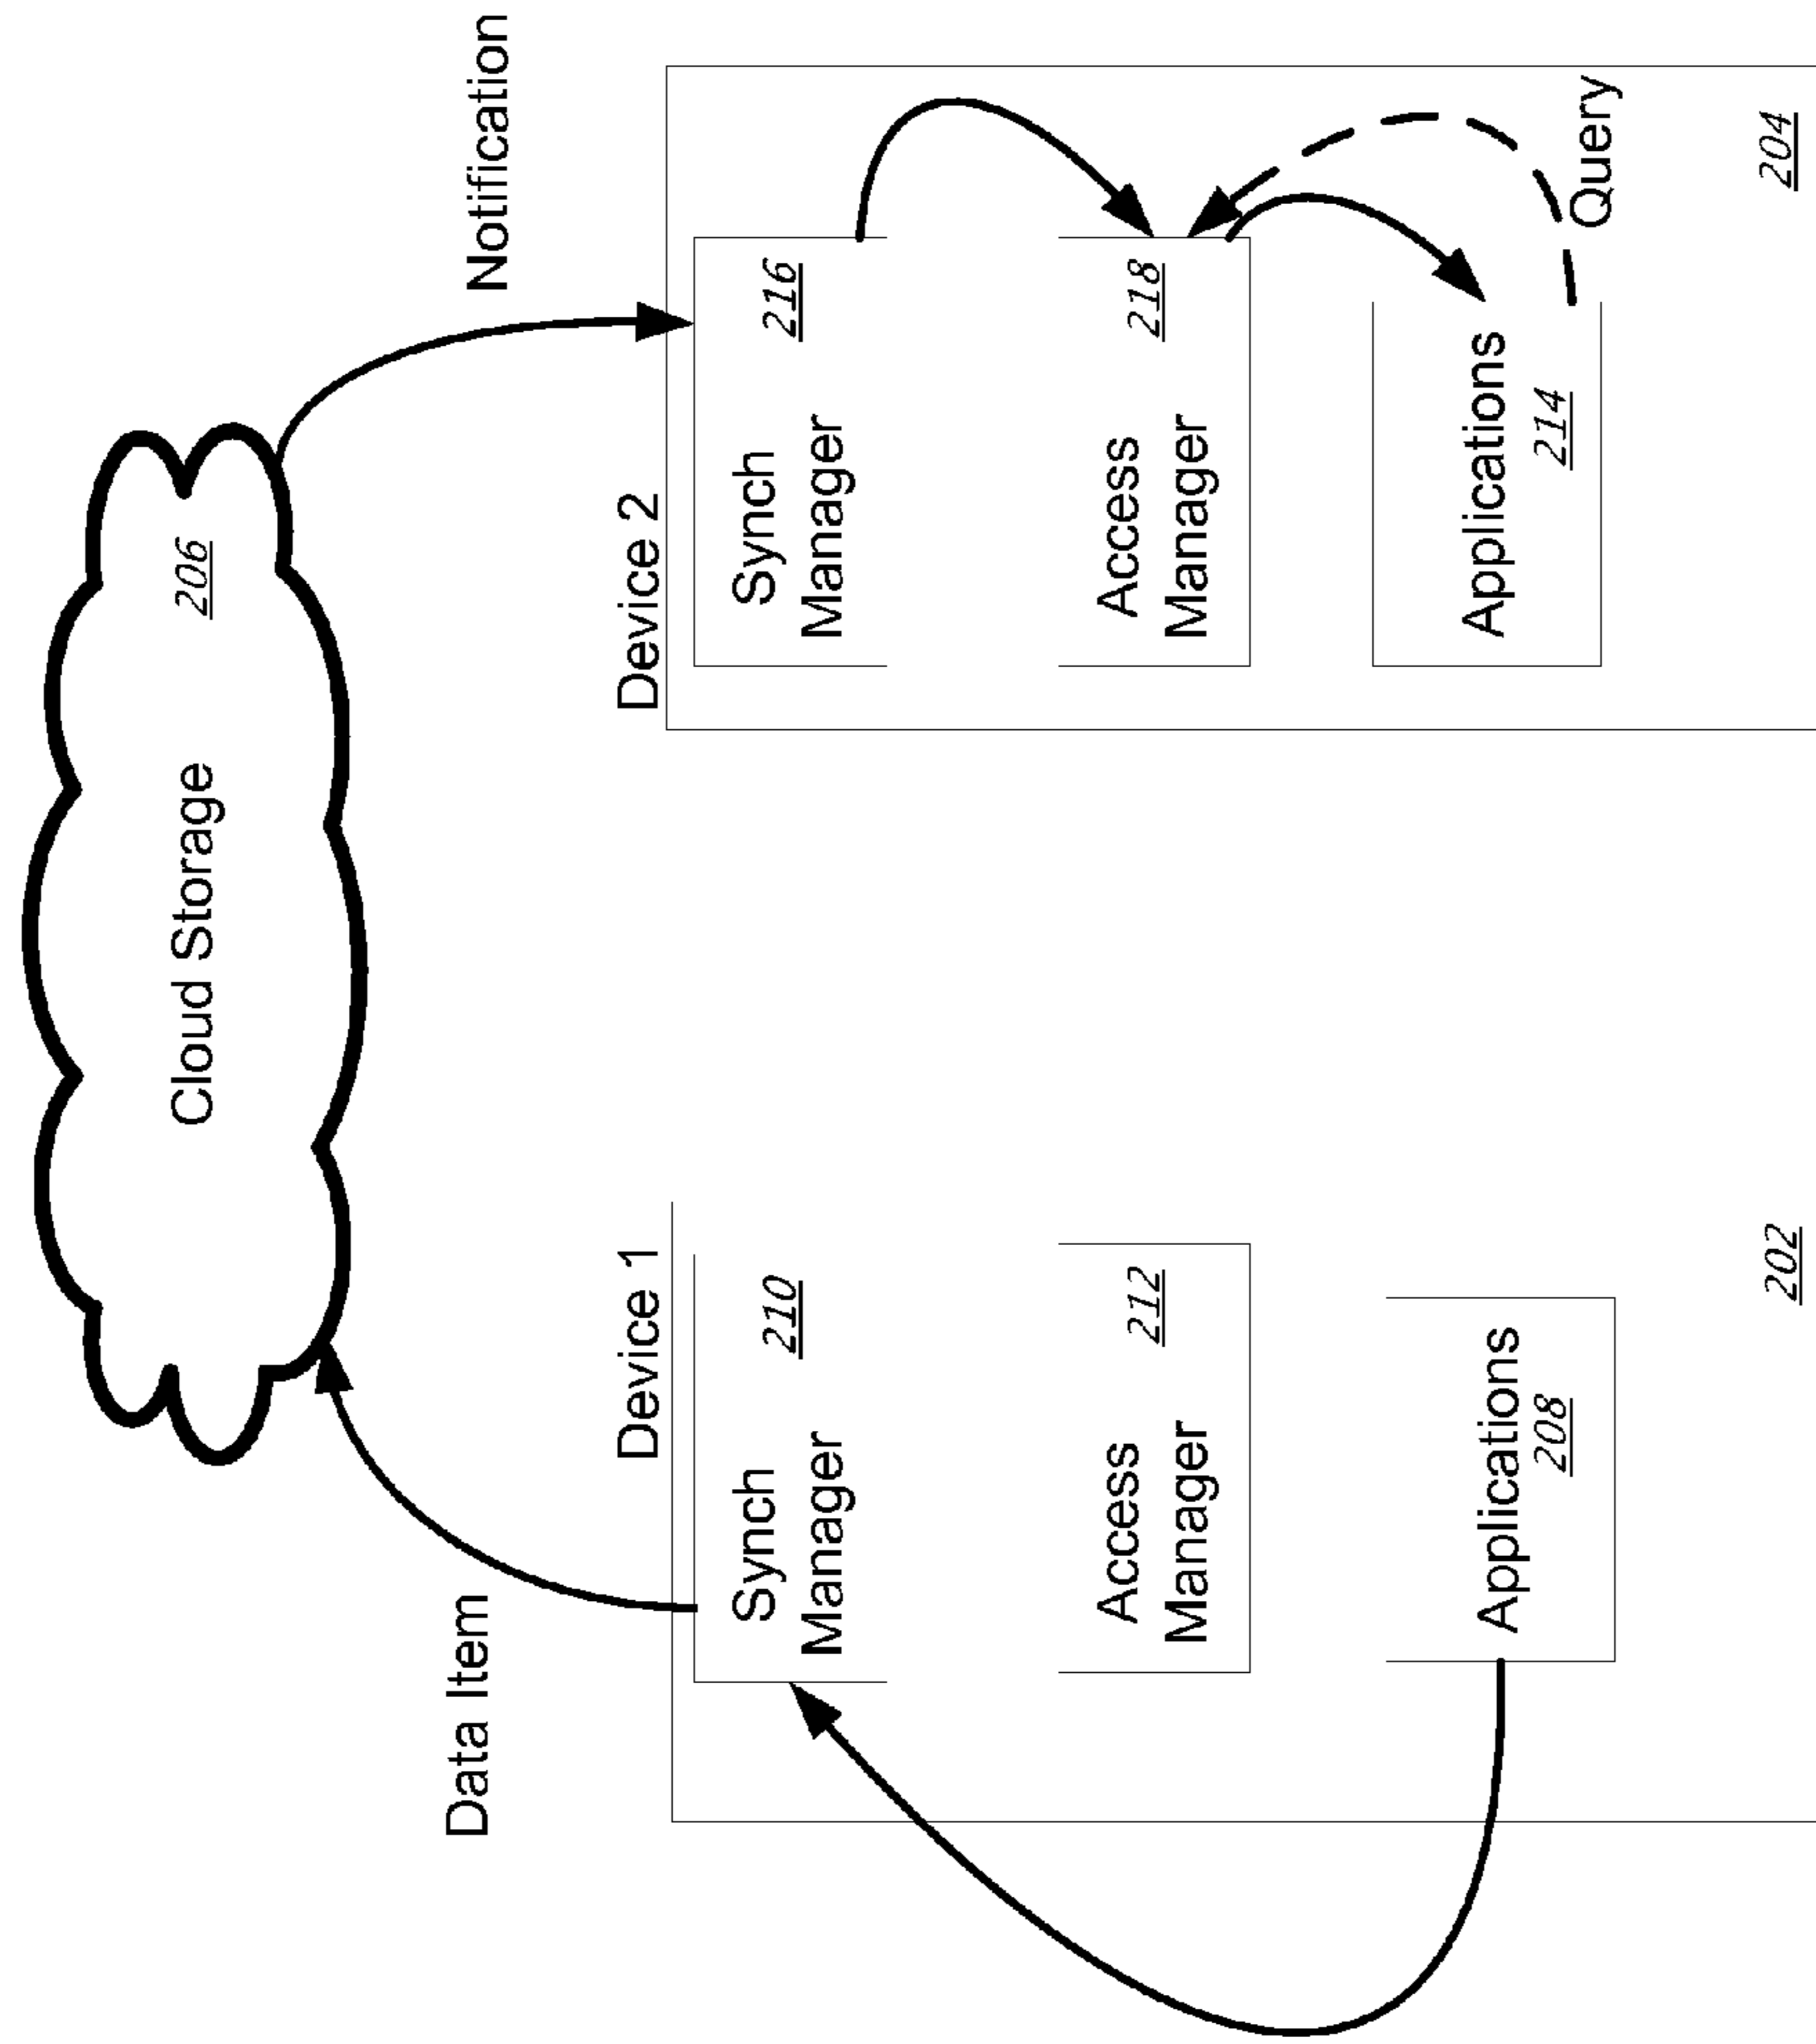 Cloud Storage
206
Data Item
Notification
Device 1
Synch
Manager
210
Access
Manager
212
Applications
208
202
Device 2
Synch
Manager
216
Access
Manager
218
Applications
214
Query
204